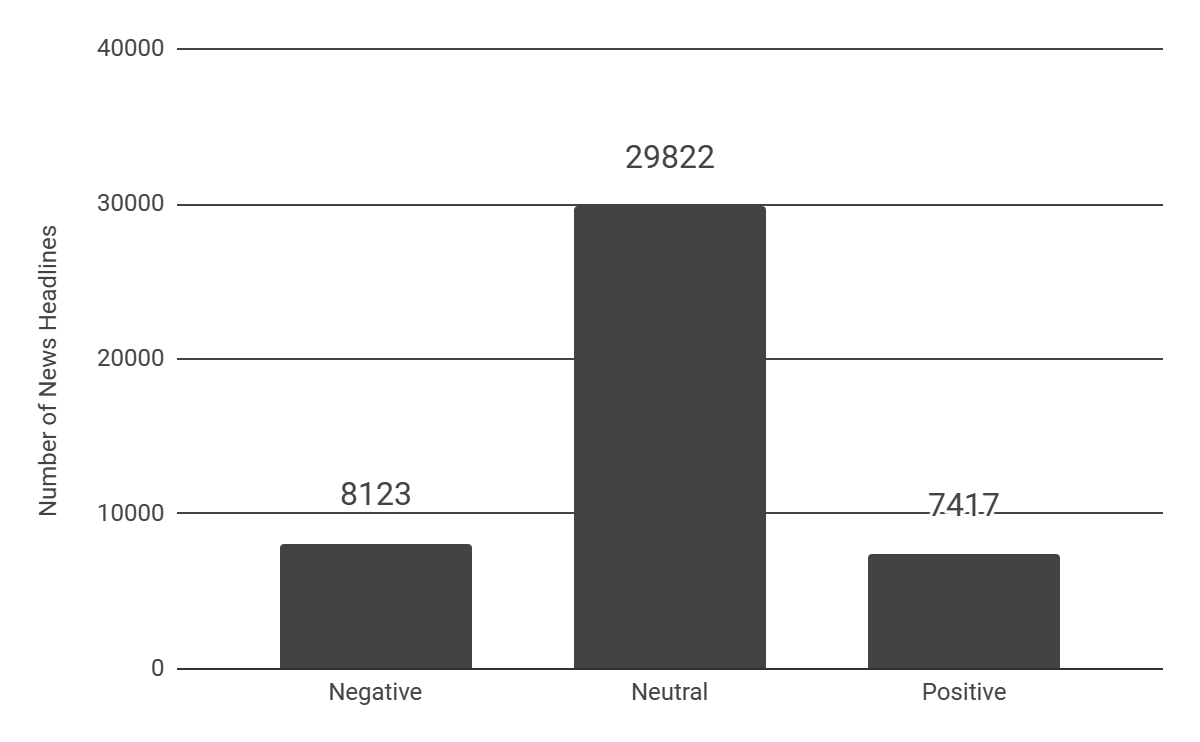 40000
29822
30000
Number of News Headlines
20000
8123
7417
10000
0
Negative
Neutral
Positive